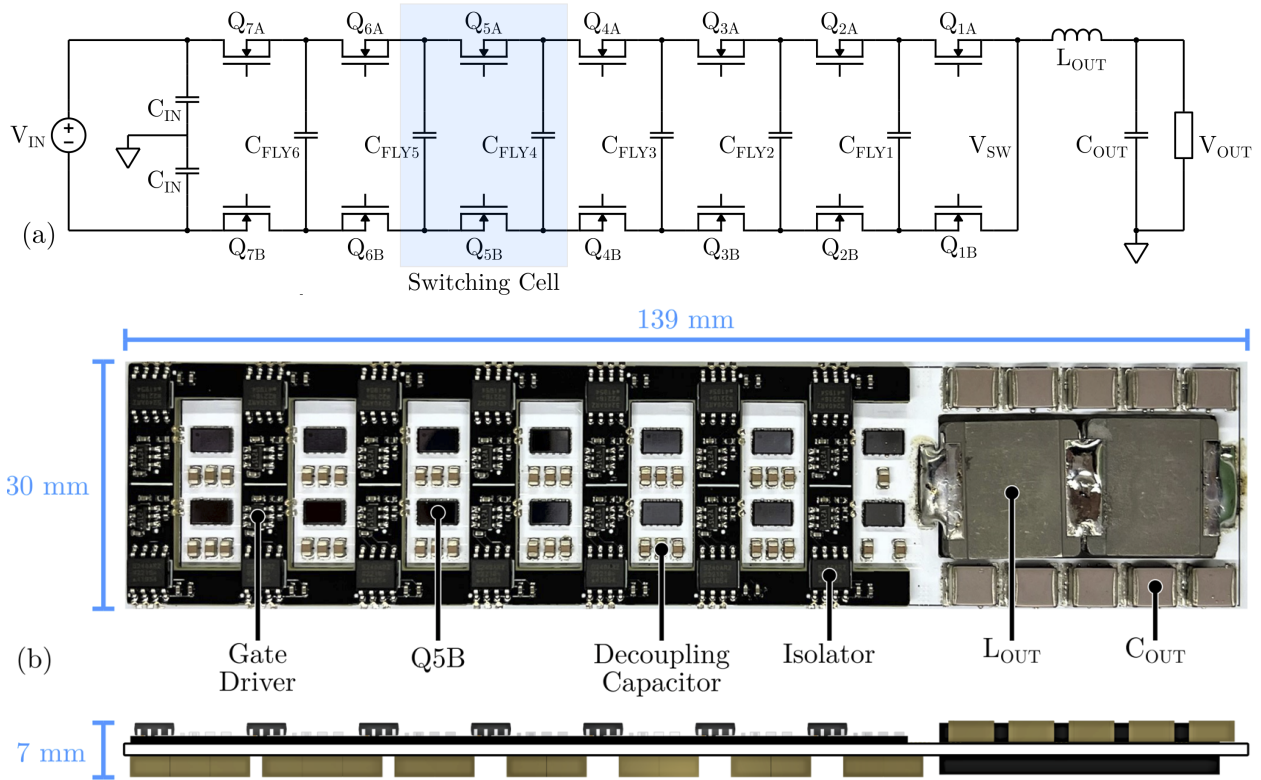 Q7A Q6A Q5A Q4A Q3A Q2A Q1A
LOUT
CIN
VIN CFLY6 CFLY5 CFLY4 CFLY3 CFLY2 CFLY1 VSW COUT VOUT
CIN
(a)
Q7B Q6B Q5B Q4B Q3B Q2B Q1B
Switching Cell
139 mm
30 mm
(b)
Gate
Driver
Q5B
Decoupling
Capacitor
Isolator
LOUT
COUT
7 mm